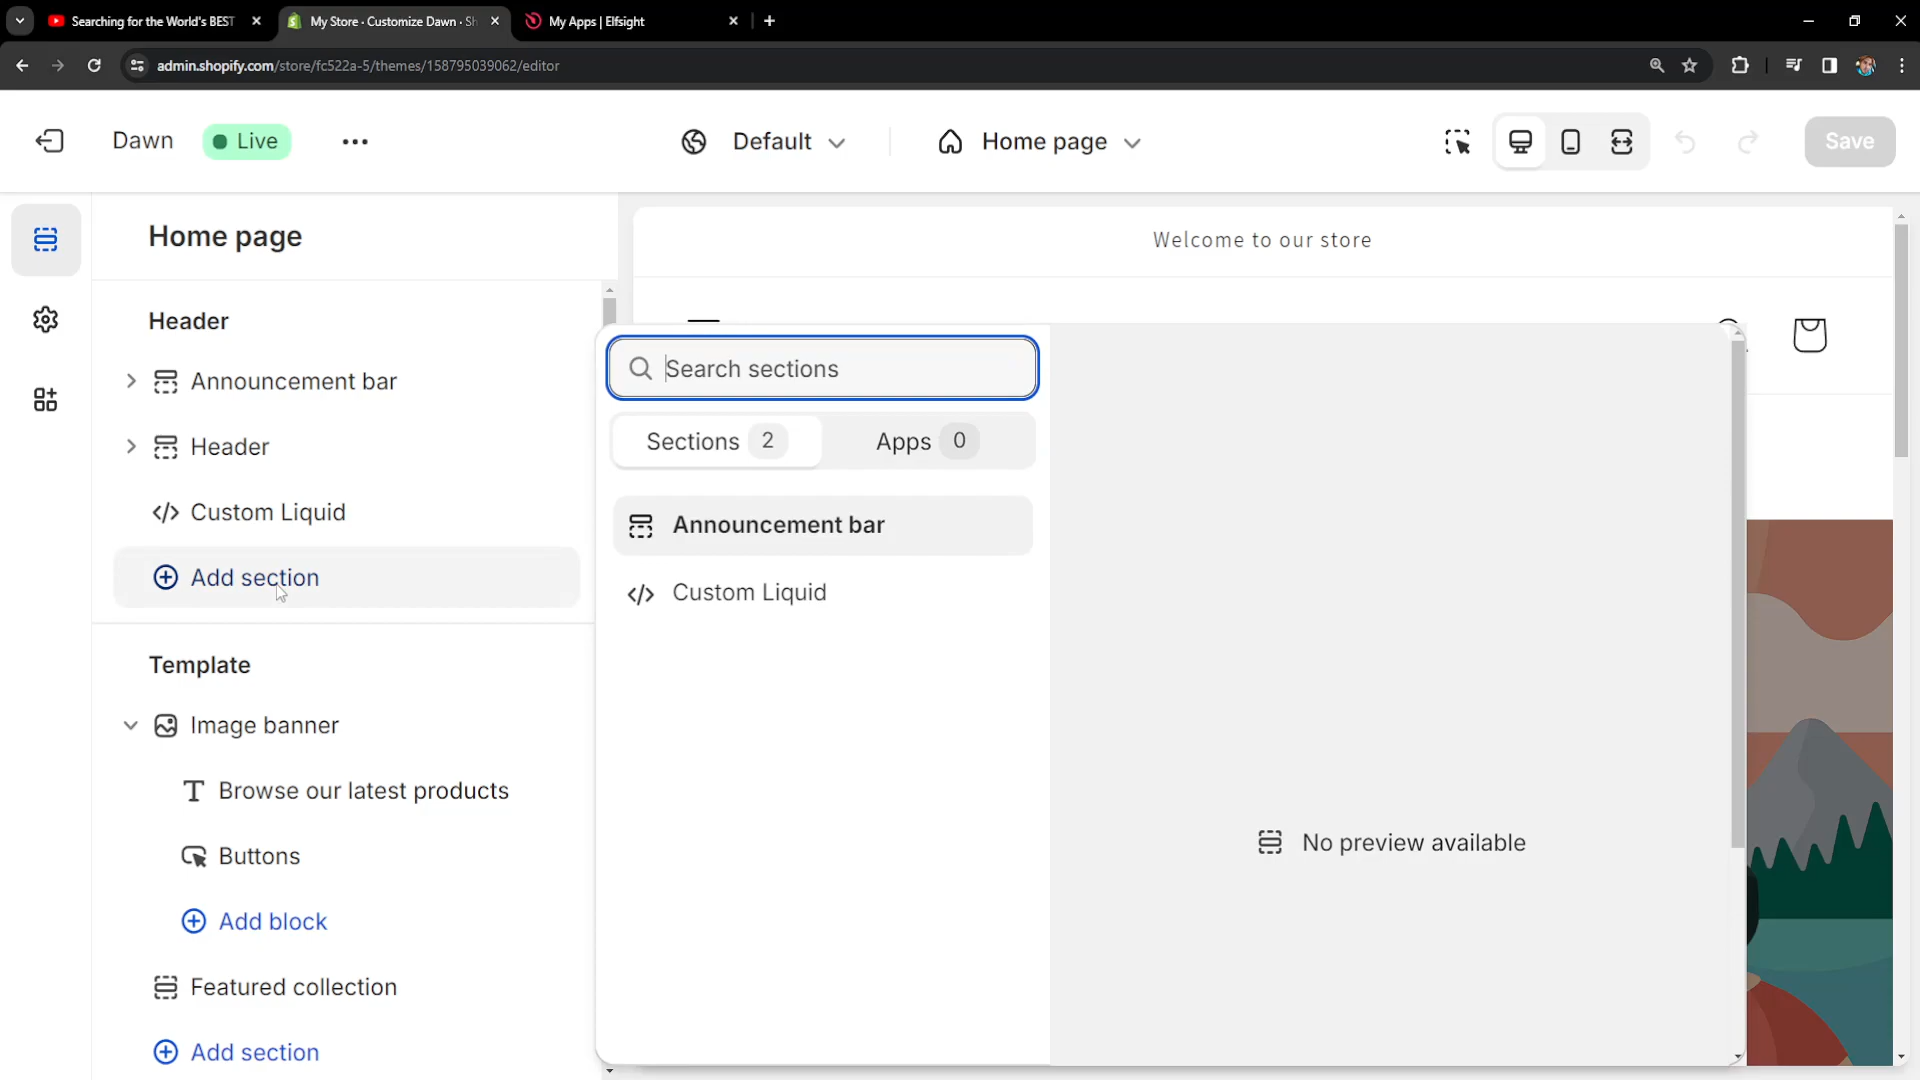 Searching for the World's BEST
My Store · Customize Dawn · Sh
My Apps | Elfsight
admin.shopify.com/store/fc522a-5/themes/158795039062/editor
Dawn
Live
Default
Home page
Save
Home page
Welcome to our store
Header
Announcement bar
Header
Custom Liquid
Add section
Search sections
Sections 2
Apps 0
Announcement bar
Custom Liquid
No preview available
Template
Image banner
Browse our latest products
Buttons
Add block
Featured collection
Add section